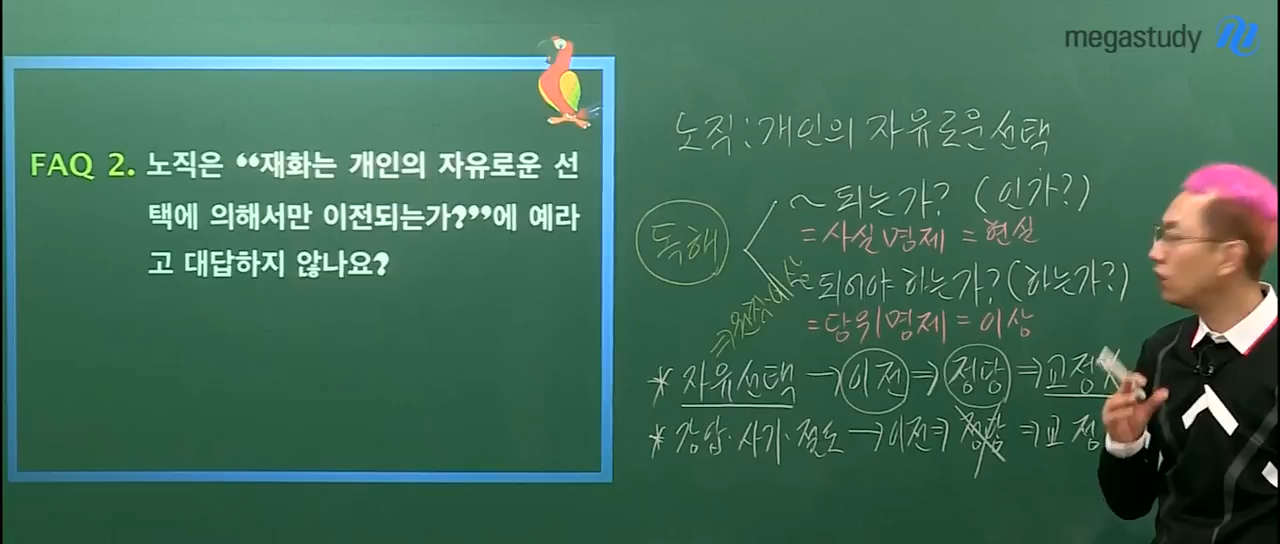 megastudy
FAQ 2. 노직은 “재화는 개인의 자유로운 선
택에 의해서만 이전되는가?”에 예라
고 대답하지 않나요?
노직 : 개인의 자유로운 선택
독해
~ 되는가? (인가?)
= 사실명제 = 현실
되어야 하는가? (하는가?)
= 당위명제 = 이상
* 자유선택 → 이전 ⇒ 정당 ⇒ 교정X
* 강압·사기·절도 → 이전 ⇒ 정당 ⇒ 교정